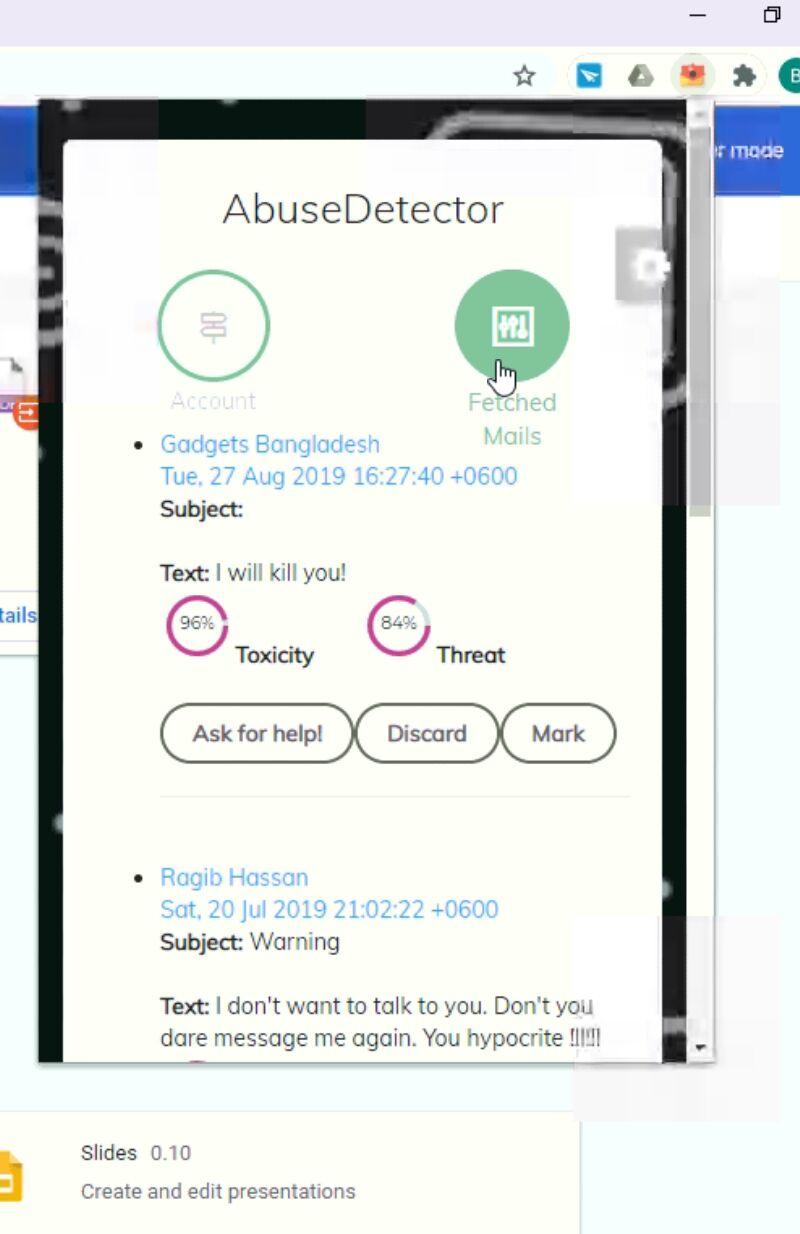 B
r mode
AbuseDetector
Account
Fetched
Mails
Gadgets Bangladesh
Tue, 27 Aug 2019 16:27:40 +0600
Subject:
Text: I will kill you!
96%
Toxicity
84%
Threat
Ask for help!
Discard
Mark
tails
Ragib Hassan
Sat, 20 Jul 2019 21:02:22 +0600
Subject: Warning
Text: I don't want to talk to you. Don't you
dare message me again. You hypocrite !!!!!!
Slides 0.10
Create and edit presentations